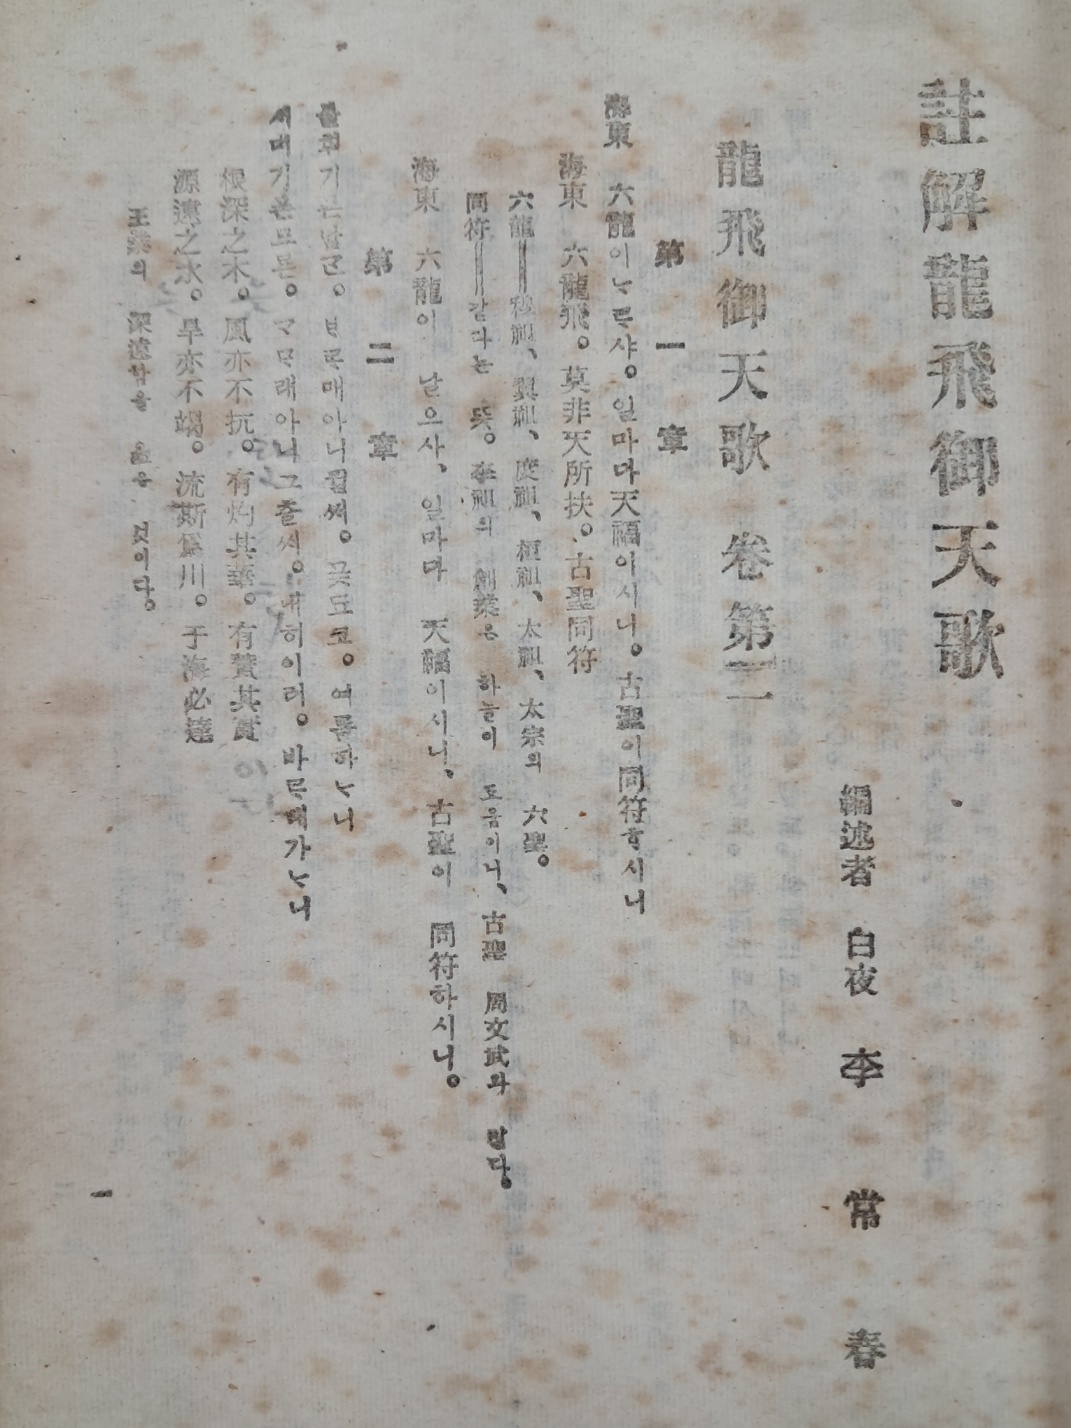 註解龍飛御天歌
編述者 白夜 李 常 春
龍飛御天歌 卷第
第一章
海東 六龍이ᄂᆞᄅᆞ샤。일마다天福이시니。古聖이同符ᄒᆞ시니
海東 六龍飛。莫非天所扶。古聖同符
六龍＝穆祖、翼祖、度祖、桓祖、太祖、太宗의 六聖。
同符＝같다는 뜻。李祖의 創業은 하늘이 도움이니、古聖 周文武와 같다。
海東 六龍이 날으사、일마다 天福이시니、古聖이 同符하시니。
第二章
불휘기픈남ᄀᆞᆫ。ᄇᆞᄅᆞ매아니뮐씨。곶됴코。여름하ᄂᆞ니
새미기픈므른。ᄀᆞᄆᆞ래아니그츨씨。내히이러。바ᄅᆞ래가ᄂᆞ니
根深之木。風亦不扤。有灼其華。有蕡其實
源遠之水。旱亦不竭。流斯爲川。于海必達
王業의 深遠함을 읊은 것이다。
一